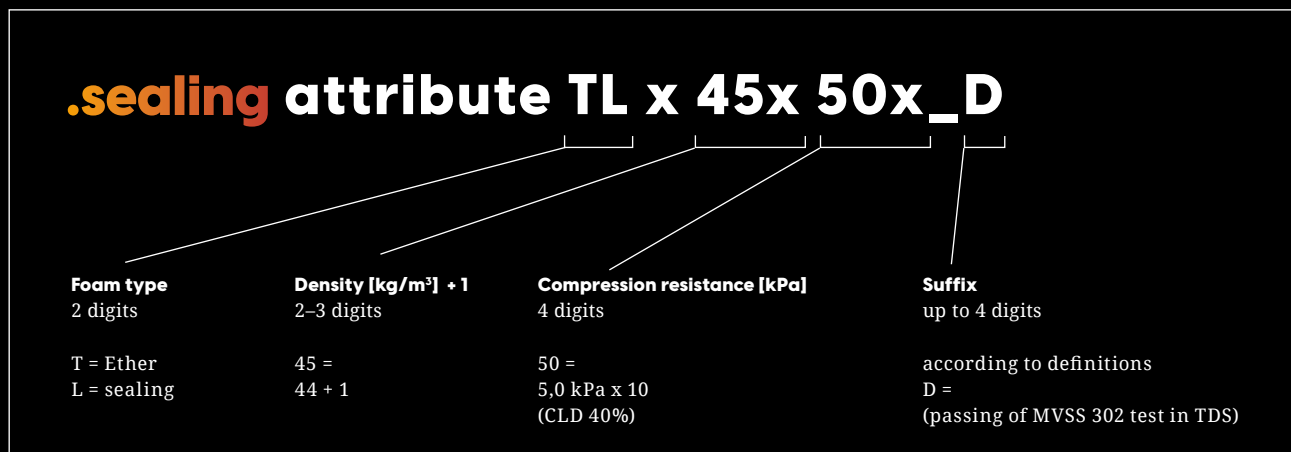 .sealing attribute TL x 45x 50x_D
Foam type
2 digits
T = Ether
L = sealing
Density [kg/m³] + 1
2–3 digits
45 =
44 + 1
Compression resistance [kPa]
4 digits
50 =
5,0 kPa x 10
(CLD 40%)
Suffix
up to 4 digits
according to definitions
D =
(passing of MVSS 302 test in TDS)